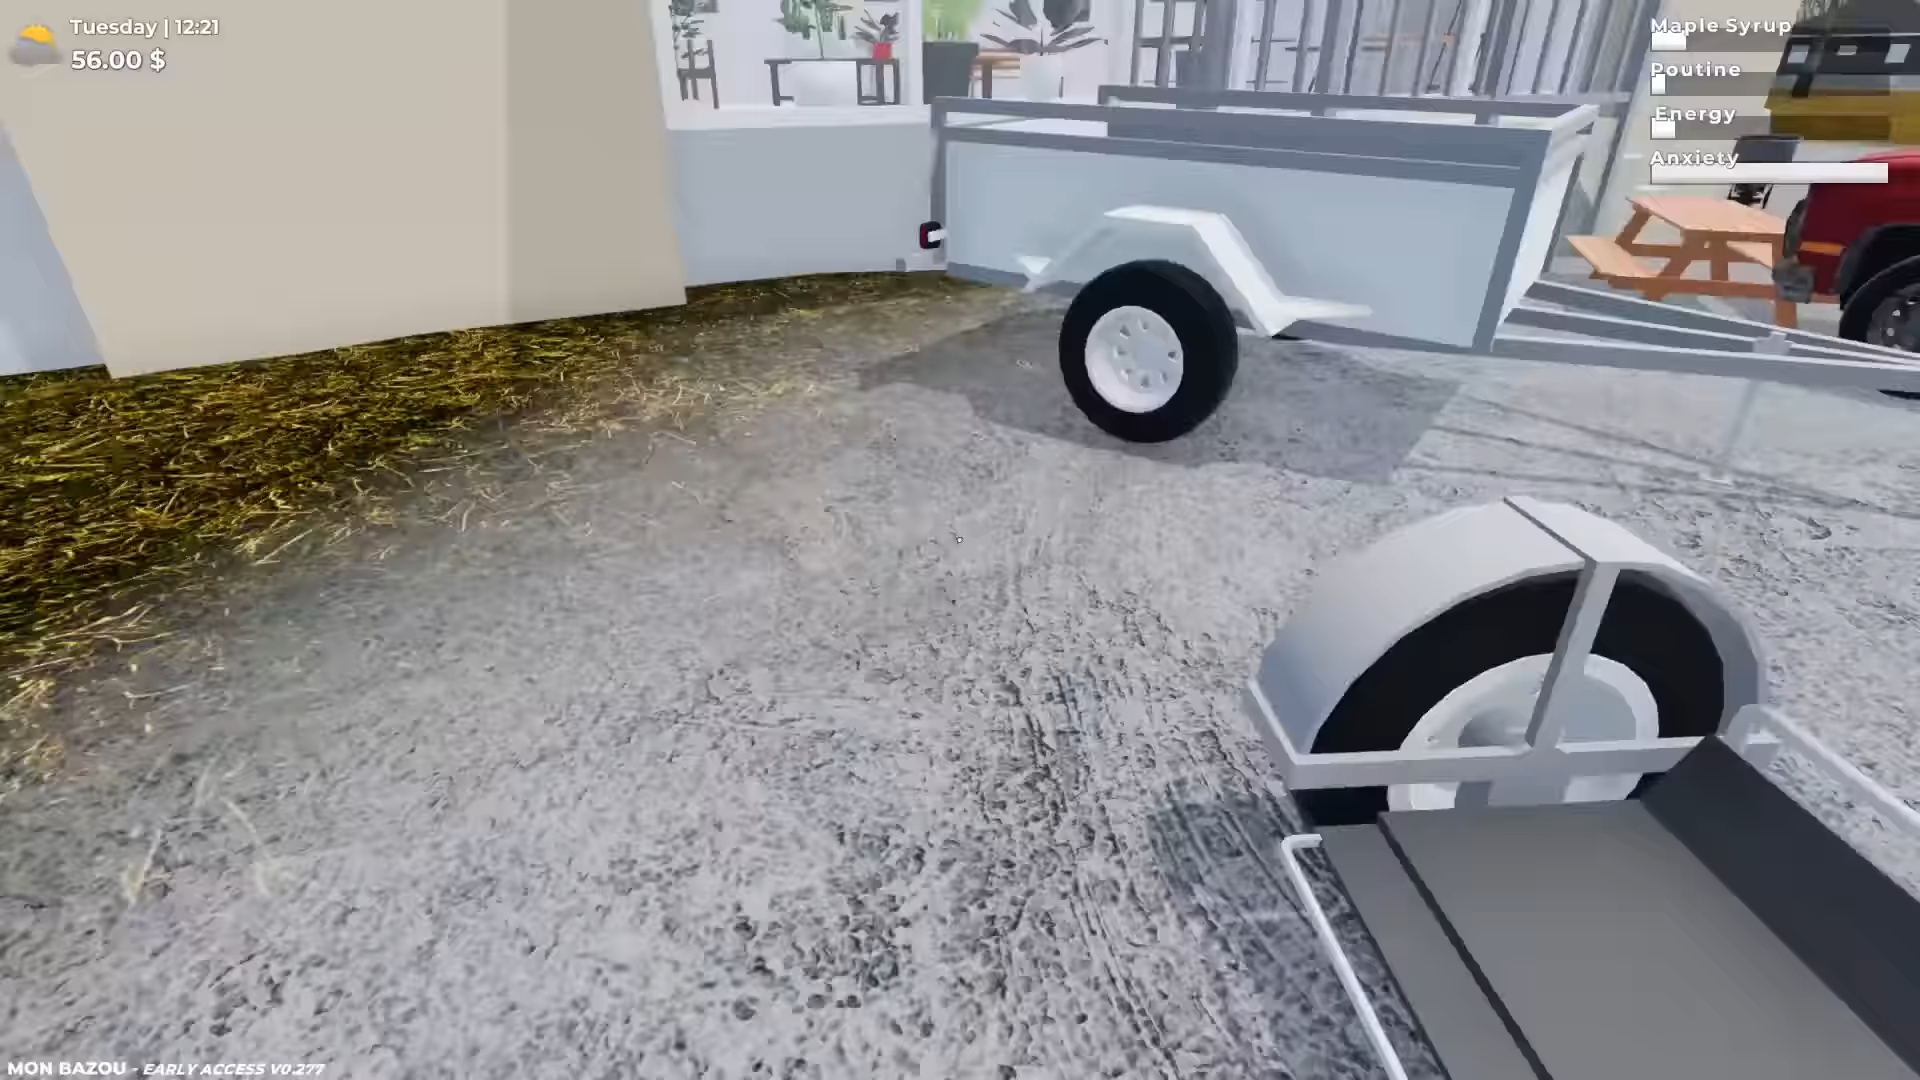 Tuesday | 12:21
56.00 $
Maple Syrup
Poutine
Energy
Anxiety
MON BAZOU - EARLY ACCESS V0.277